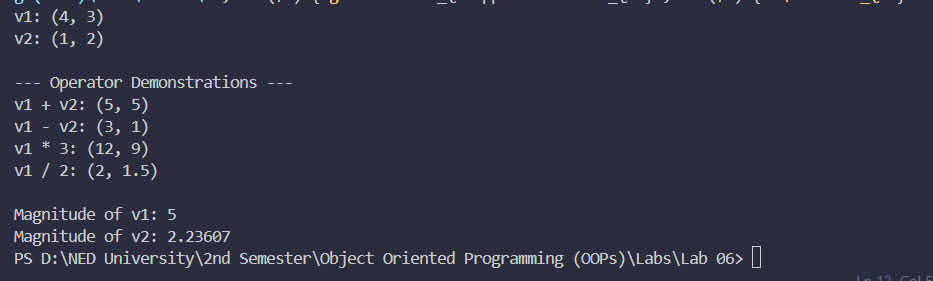 v1: (4, 3)
v2: (1, 2)
--- Operator Demonstrations ---
v1 + v2: (5, 5)
v1 - v2: (3, 1)
v1 * 3: (12, 9)
v1 / 2: (2, 1.5)
Magnitude of v1: 5
Magnitude of v2: 2.23607
PS D:\NED University\2nd Semester\Object Oriented Programming (OOPs)\Labs\Lab 06>